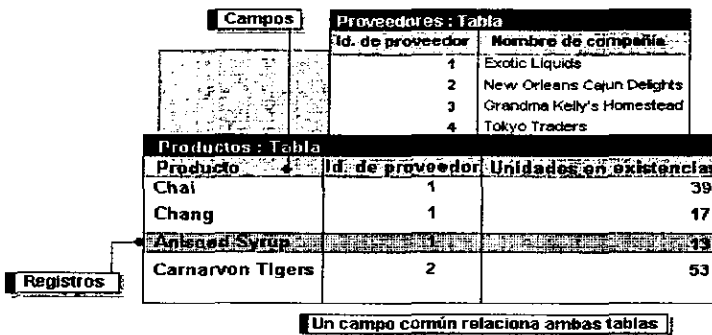 Campos
Proveedores : Tabla
Id. de proveedor Nombre de compañía
1 Exotic Liquids
2 New Orleans Cajun Delights
3 Grandma Kelly's Homestead
4 Tokyo Traders
Productos : Tabla
Producto Id. de proveedor Unidades en existencias
Chai 1 39
Chang 1 17
Aniseed Syrup 1 13
Carnarvon Tigers 2 53
Registros
Un campo común relaciona ambas tablas